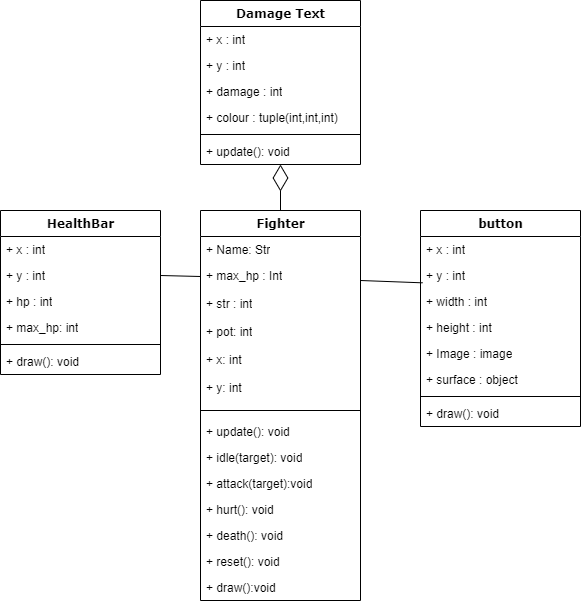 Damage Text
+ x : int
+ y : int
+ damage : int
+ colour : tuple(int,int,int)
+ update(): void
HealthBar
+ x : int
+ y : int
+ hp : int
+ max_hp: int
+ draw(): void
Fighter
+ Name: Str
+ max_hp : Int
+ str : int
+ pot: int
+ x: int
+ y: int
+ update(): void
+ idle(target): void
+ attack(target):void
+ hurt(): void
+ death(): void
+ reset(): void
+ draw():void
button
+ x : int
+ y : int
+ width : int
+ height : int
+ Image : image
+ surface : object
+ draw(): void